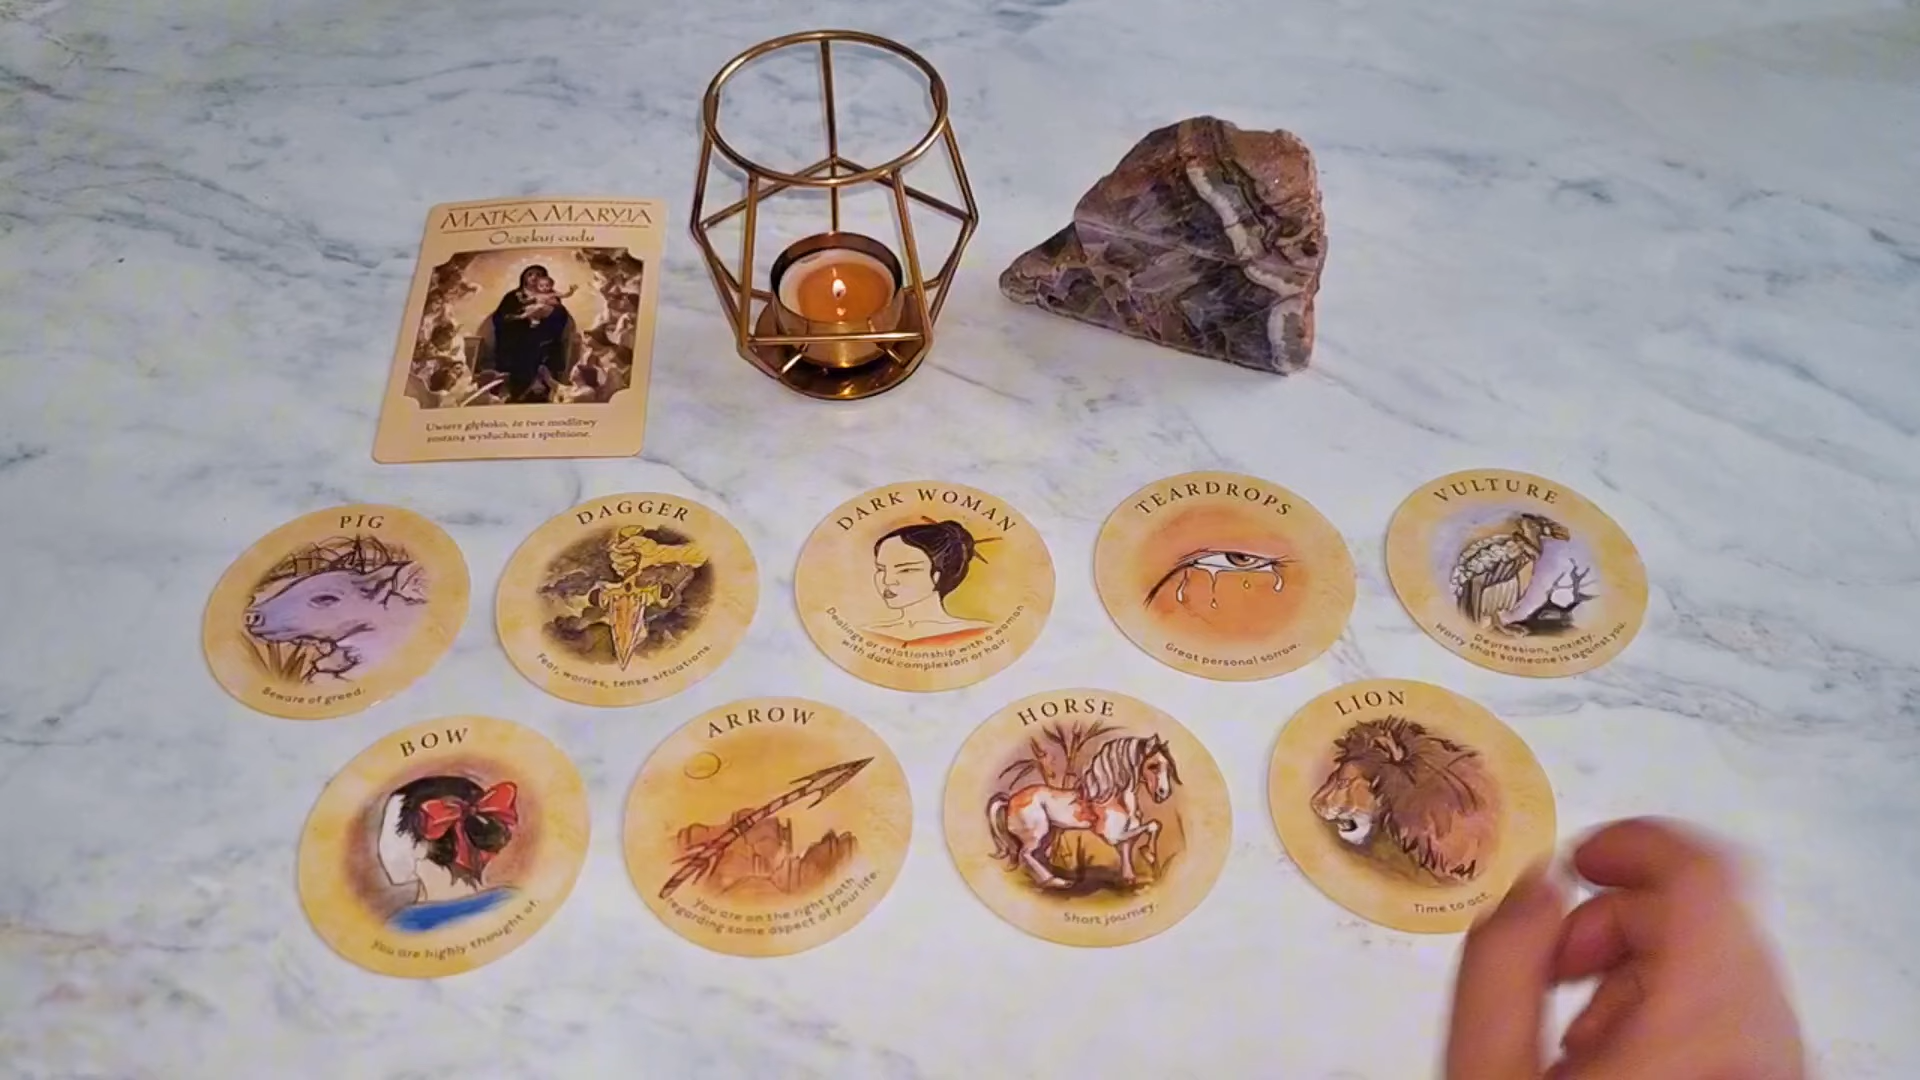 MATKA MARYJA
Oczekuj cudu
Uwierz głęboko, że twe modlitwy
zostaną wysłuchane i spełnione.
PIG
Beware of greed.
DAGGER
Fear, worries, tense situations.
DARK WOMAN
Dealings or relationship with a woman
with dark complexion or hair.
TEARDROPS
Great personal sorrow.
VULTURE
Depression, anxiety.
Worry that someone is against you.
BOW
You are highly thought of.
ARROW
You are on the right path
regarding some aspect of your life.
HORSE
Short journey.
LION
Time to act.